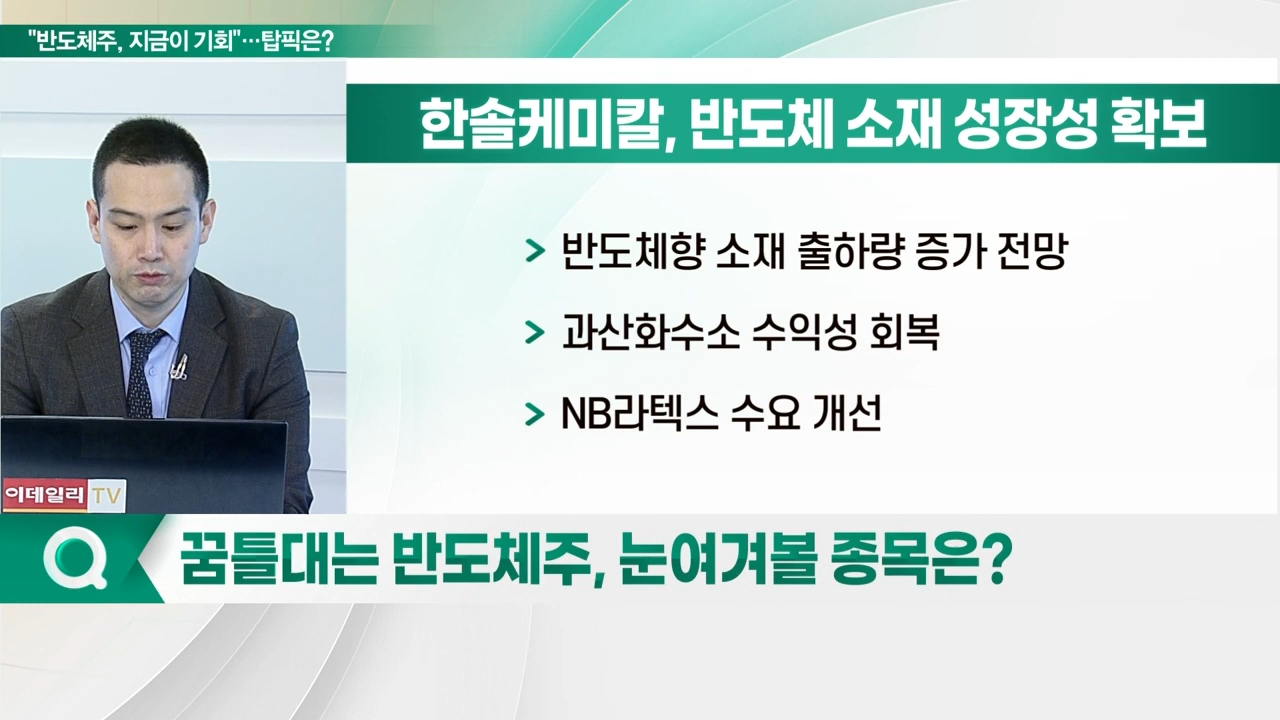 "반도체주, 지금이 기회"…탑픽은?
한솔케미칼, 반도체 소재 성장성 확보
> 반도체향 소재 출하량 증가 전망
> 과산화수소 수익성 회복
> NB라텍스 수요 개선
이데일리 TV
Q 꿈틀대는 반도체주, 눈여겨볼 종목은?